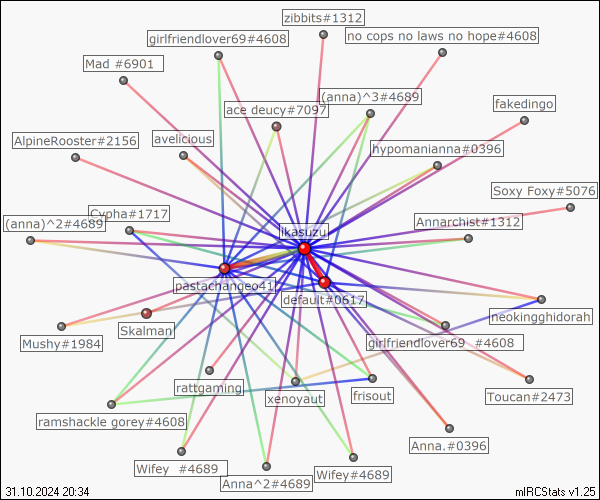 zibbits#1312
girlfriendlover69#4608
no cops no laws no hope#4608
Mad #6901
(anna)^3#4689
ace deucy#7097
fakedingo
AlpineRooster#2156
avelicious
hypomanianna#0396
Soxy Foxy#5076
(anna)^2#4689
Cypha#1717
Annarchist#1312
ikasuzu
pastachangeo41
default#0617
neokingghidorah
Skalman
Mushy#1984
girlfriendlover69 #4608
rattgaming
xenoyaut
frisout
Toucan#2473
ramshackle gorey#4608
Anna.#0396
Wifey #4689
Anna^2#4689
Wifey#4689
31.10.2024 20:34
mIRCStats v1.25